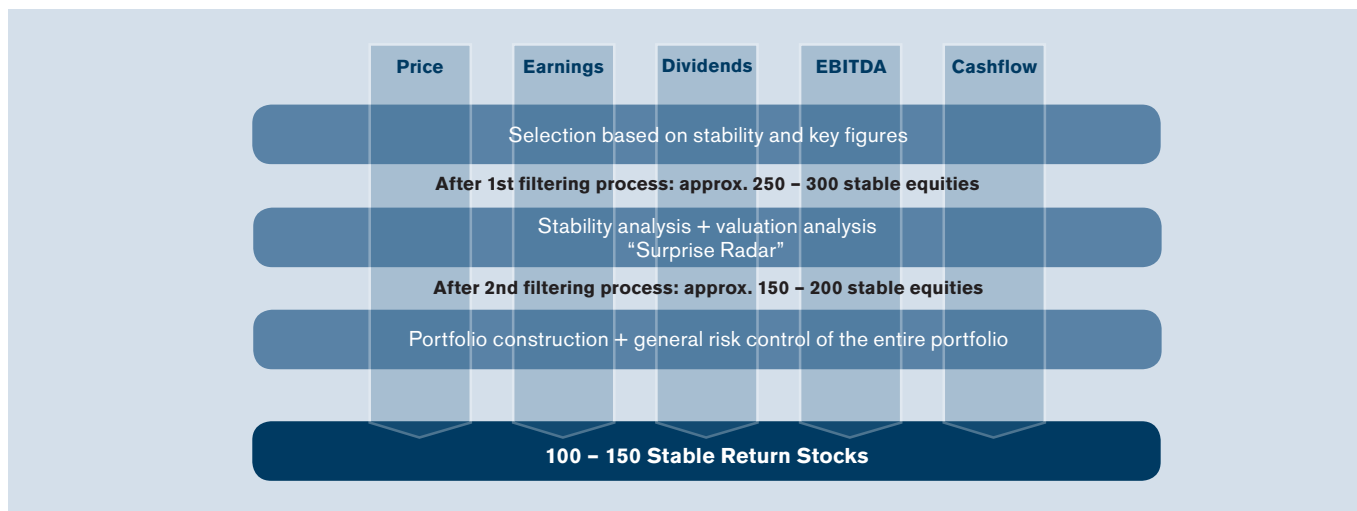 Price
Earnings
Dividends
EBITDA
Cashflow
Selection based on stability and key figures
After 1st filtering process: approx. 250 – 300 stable equities
Stability analysis + valuation analysis
“Surprise Radar”
After 2nd filtering process: approx. 150 – 200 stable equities
Portfolio construction + general risk control of the entire portfolio
100 – 150 Stable Return Stocks